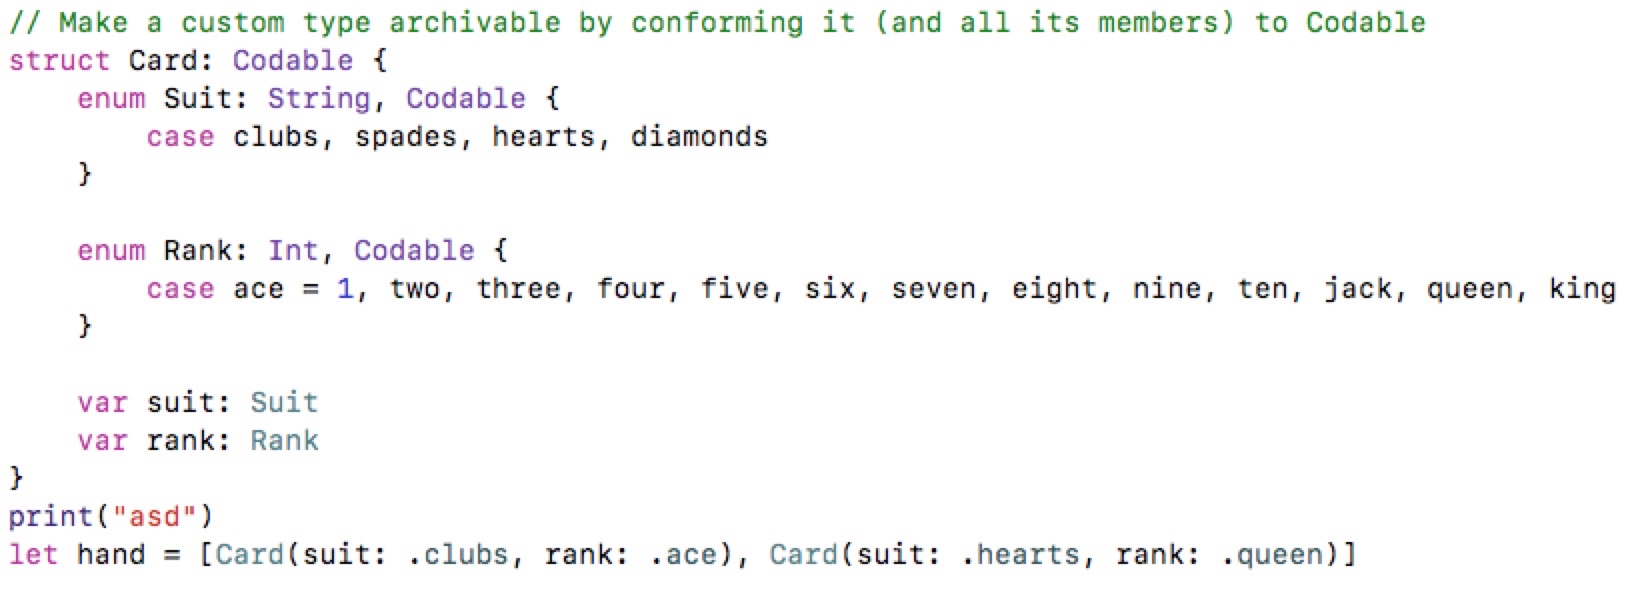 // Make a custom type archivable by conforming it (and all its members) to Codable
struct Card: Codable {
    enum Suit: String, Codable {
        case clubs, spades, hearts, diamonds
    }

    enum Rank: Int, Codable {
        case ace = 1, two, three, four, five, six, seven, eight, nine, ten, jack, queen, king
    }

    var suit: Suit
    var rank: Rank
}
print("asd")
let hand = [Card(suit: .clubs, rank: .ace), Card(suit: .hearts, rank: .queen)]